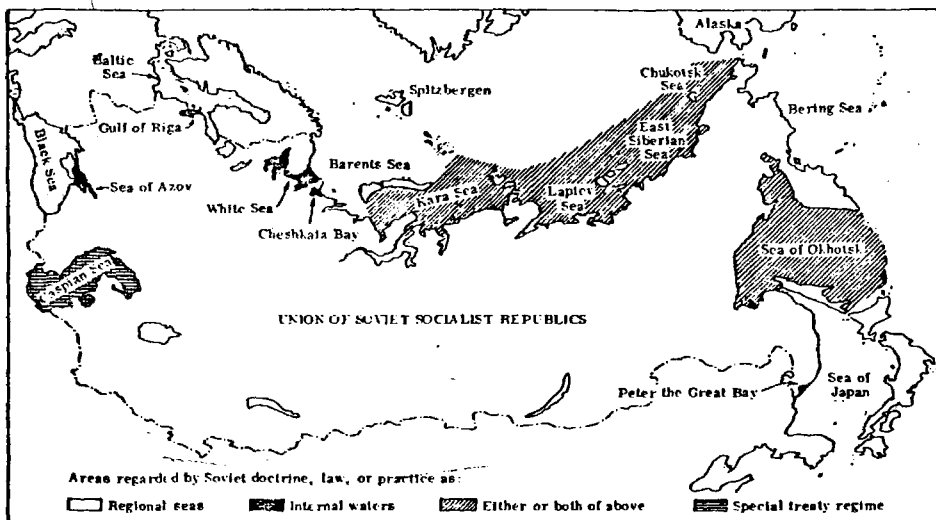 Alaska
Baltic
Sea
Chukotsk
Sea
Spitzbergen
Bering Sea
Gulf of Riga
East
Siberian
Sea
Black Sea
Barents Sea
Sea of Azov
Kara Sea
Laptev
Sea
White Sea
Cheshkaia Bay
Sea of Okhotsk
Caspian Sea
UNION OF SOVIET SOCIALIST REPUBLICS
Peter the Great Bay
Sea of
Japan
Areas regarded by Soviet doctrine, law, or practice as:
Regional seas
Internal waters
Either or both of above
Special treaty regime